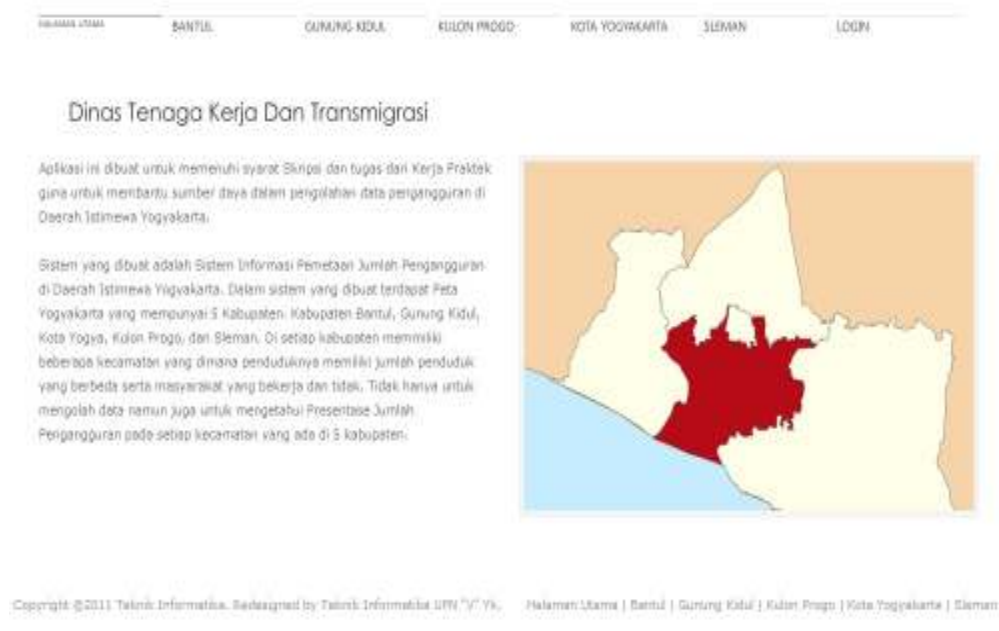 HALAMAN UTAMA BANTUL GUNUNG KIDUL KULON PROGO KOTA YOGYAKARTA SLEMAN LOGIN
Dinas Tenaga Kerja Dan Transmigrasi
Aplikasi ini dibuat untuk memenuhi syarat Skripsi dan tugas dari Kerja Praktek
guna untuk membantu sumber daya dalam pengolahan data pengangguran di
Daerah Istimewa Yogyakarta.
Sistem yang dibuat adalah Sistem Informasi Pemetaan Jumlah Pengangguran
di Daerah Istimewa Yogyakarta. Dalam sistem yang dibuat terdapat Peta
Yogyakarta yang mempunyai 5 Kabupaten. Kabupaten Bantul, Gunung Kidul,
Kota Yogya, Kulon Progo, dan Sleman. Di setiap kabupaten memmiliki
beberapa kecamatan yang dimana penduduknya memiliki jumlah penduduk
yang berbeda serta masyarakat yang bekerja dan tidak. Tidak hanya untuk
mengolah data namun juga untuk mengetahui Presentase Jumlah
Pengangguran pada setiap kecamatan yang ada di 5 kabupaten.
Copyright @2011 Teknik Informatika. Redesigned by Teknik Informatika UPN "V" Yk. Halaman Utama | Bantul | Gunung Kidul | Kulon Progo | Kota Yogyakarta | Sleman